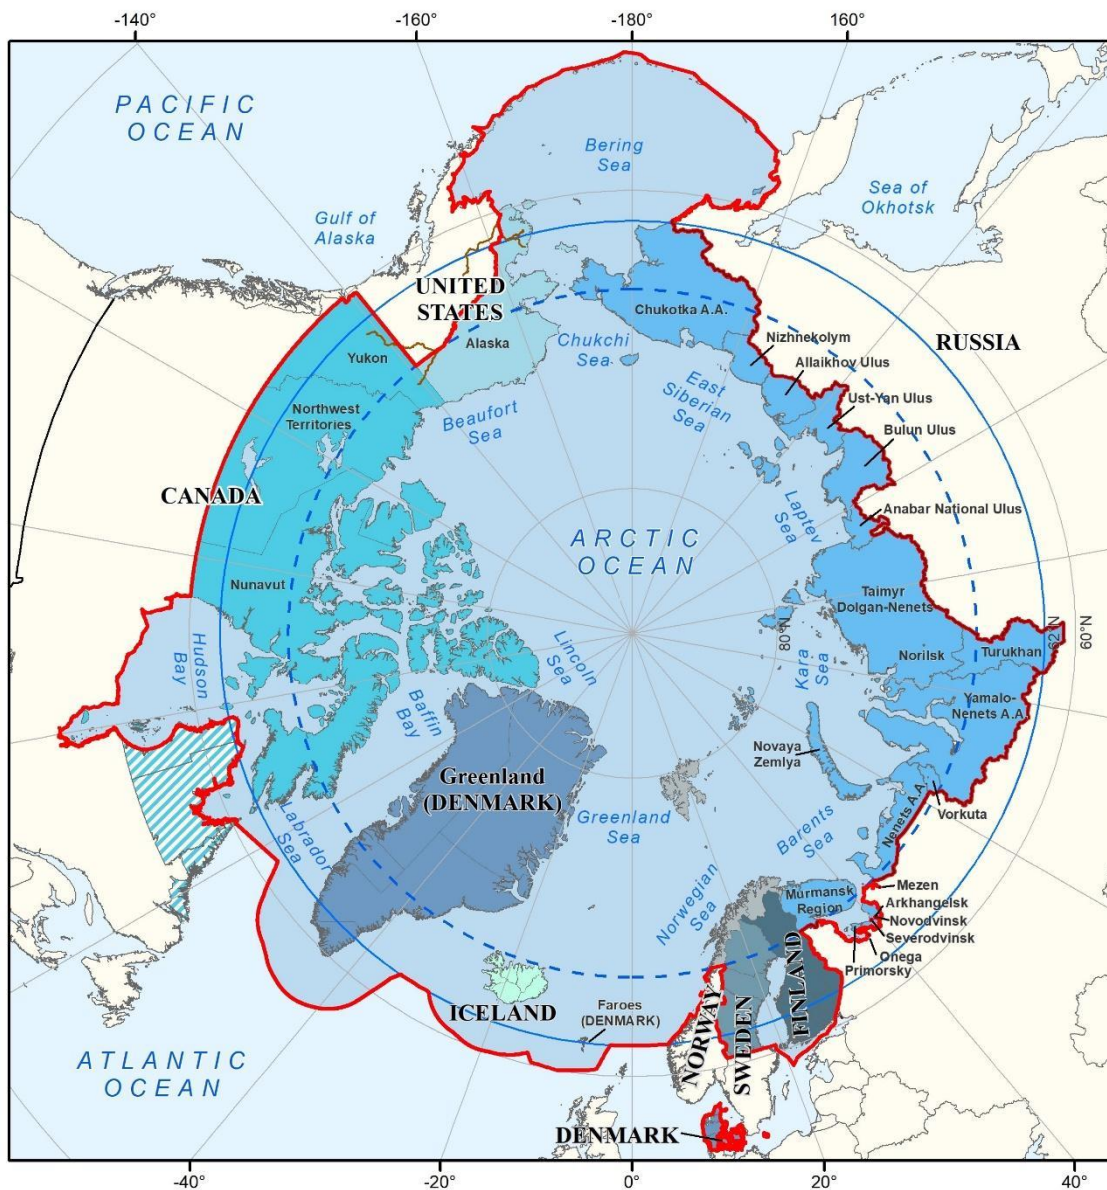 -140°
-160°
-180°
160°
PACIFIC
OCEAN
Bering
Sea
Sea of
Okhotsk
Gulf of
Alaska
UNITED
STATES
Chukotka A.A.
RUSSIA
Nizhnekolym
Alaska
Chukchi
Sea
Yukon
Allaikhov Ulus
East
Siberian
Sea
Ust-Yan Ulus
Northwest
Territories
Beaufort
Sea
Bulun Ulus
CANADA
Laptev
Sea
Anabar National Ulus
ARCTIC
OCEAN
Nunavut
Taimyr
Dolgan-Nenets
80°N
62°N
60°N
Hudson
Bay
Lincoln
Sea
Kara
Sea
Norilsk
Turukhan
Baffin
Bay
Yamalo-
Nenets A.A.
Novaya
Zemlya
Greenland
(DENMARK)
Greenland
Sea
Barents
Sea
Nenets A.A.
Vorkuta
Labrador
Sea
Norwegian
Sea
Murmansk
Region
Mezen
Arkhangelsk
Novodvinsk
Severodvinsk
Onega
Primorsky
ICELAND
Faroes
(DENMARK)
NORWAY
SWEDEN
FINLAND
ATLANTIC
OCEAN
DENMARK
-40°
-20°
0°
20°
40°